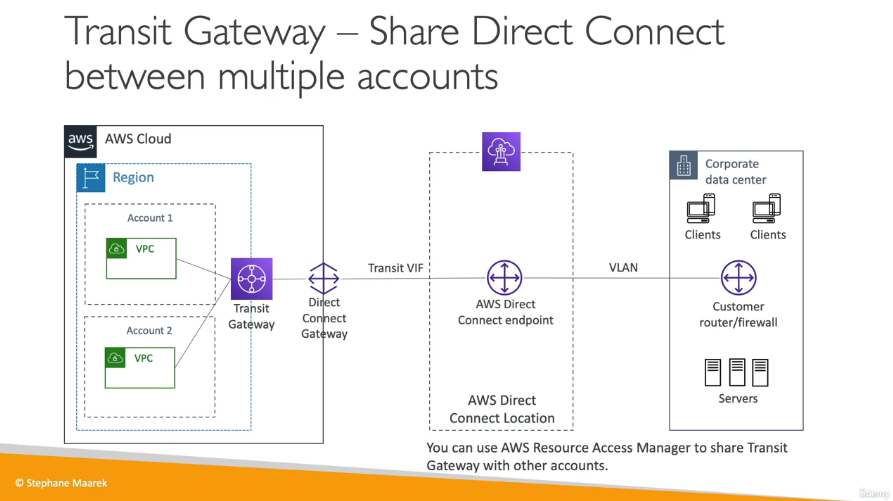 Transit Gateway – Share Direct Connect
between multiple accounts
aws
AWS Cloud
Region
Account 1
VPC
Account 2
VPC
Transit
Gateway
Direct
Connect
Gateway
Transit VIF
AWS Direct
Connect endpoint
AWS Direct
Connect Location
VLAN
Corporate
data center
Clients
Clients
Customer
router/firewall
Servers
You can use AWS Resource Access Manager to share Transit
Gateway with other accounts.
© Stephane Maarek
ûdemy